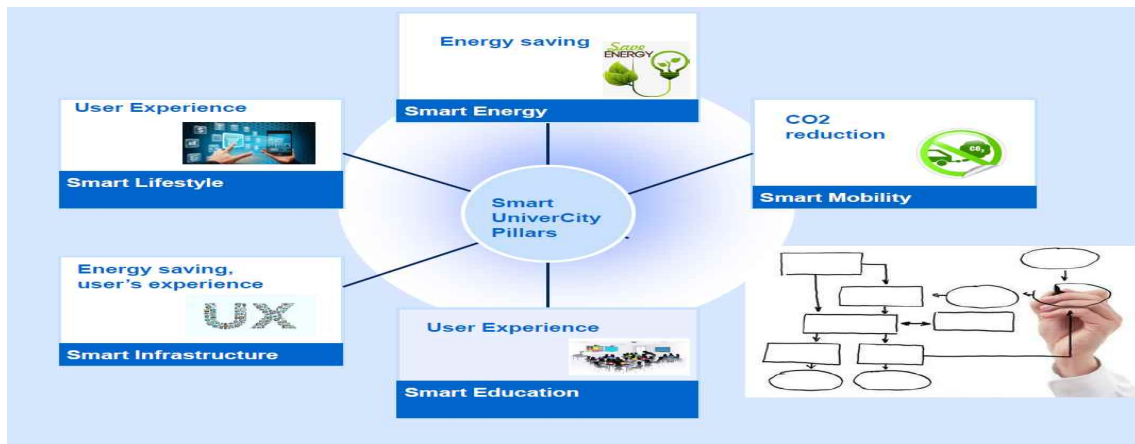 Energy saving
Save
ENERGY
Smart Energy
User Experience
Smart Lifestyle
CO2
reduction
co₂
Smart Mobility
Smart
UniverCity
Pillars
Energy saving,
user's experience
UX
Smart Infrastructure
User Experience
Smart Education